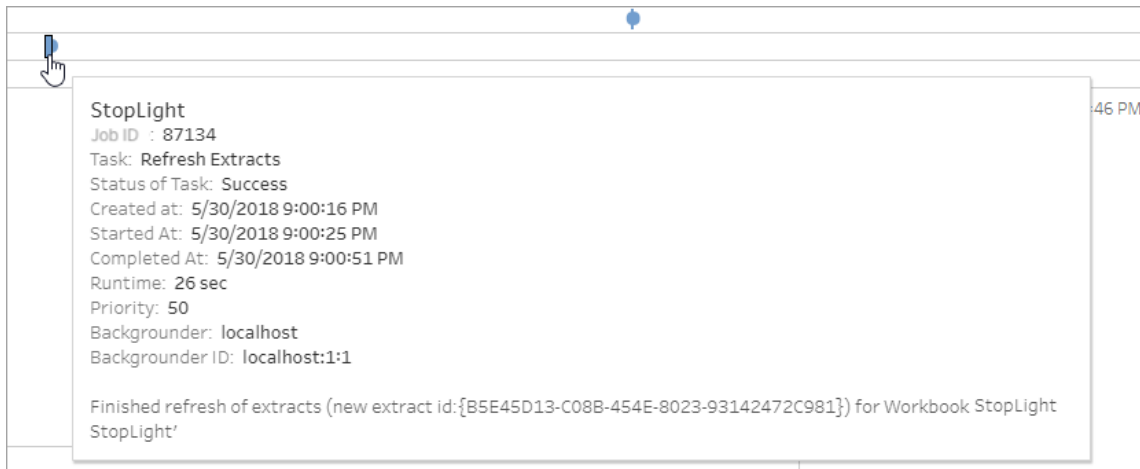 :46 PM
StopLight
Job ID : 87134
Task: Refresh Extracts
Status of Task: Success
Created at: 5/30/2018 9:00:16 PM
Started At: 5/30/2018 9:00:25 PM
Completed At: 5/30/2018 9:00:51 PM
Runtime: 26 sec
Priority: 50
Backgrounder: localhost
Backgrounder ID: localhost:1:1
Finished refresh of extracts (new extract id:{B5E45D13-C08B-454E-8023-93142472C981}) for Workbook StopLight
StopLight’